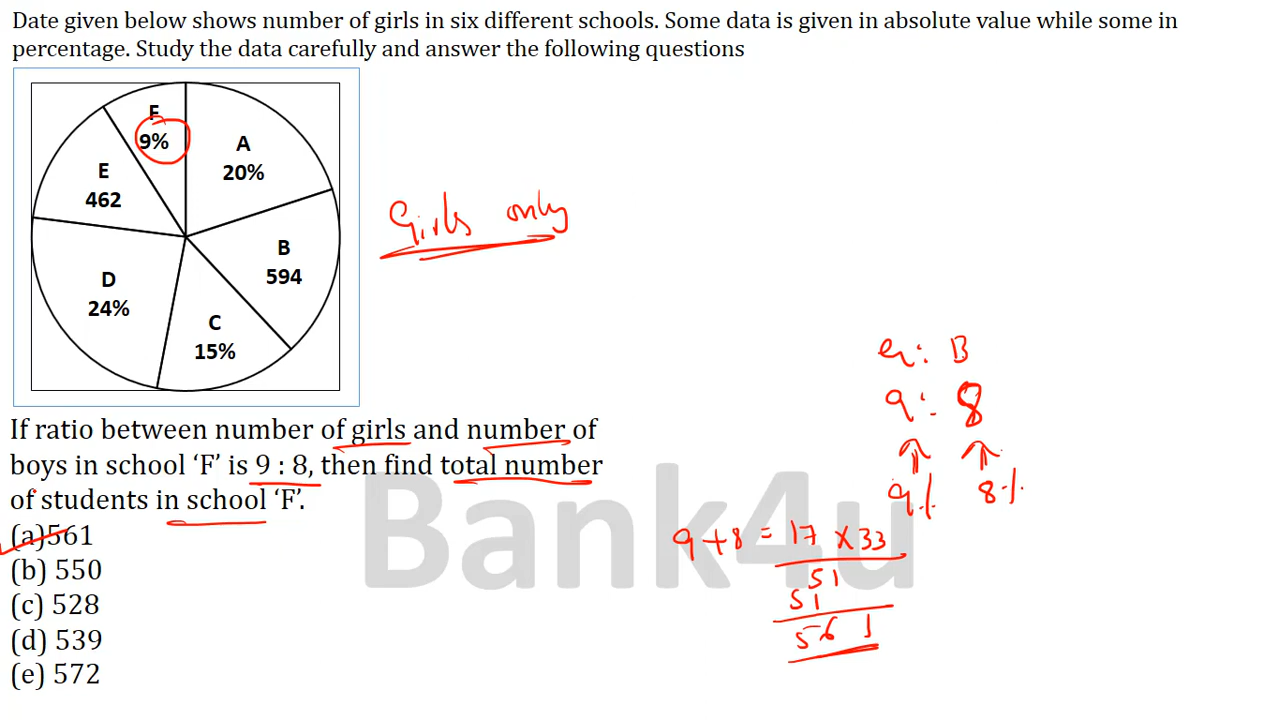 Date given below shows number of girls in six different schools. Some data is given in absolute value while some in
percentage. Study the data carefully and answer the following questions
F
9%
A
20%
E
462
B
594
D
24%
C
15%
Girls only
If ratio between number of girls and number of
boys in school ‘F’ is 9 : 8, then find total number
of students in school ‘F’.
(a)561
(b) 550
(c) 528
(d) 539
(e) 572
Bank4u
G : B
9 : 8
9% 8%
9+8 = 17 x 33
51
51
561